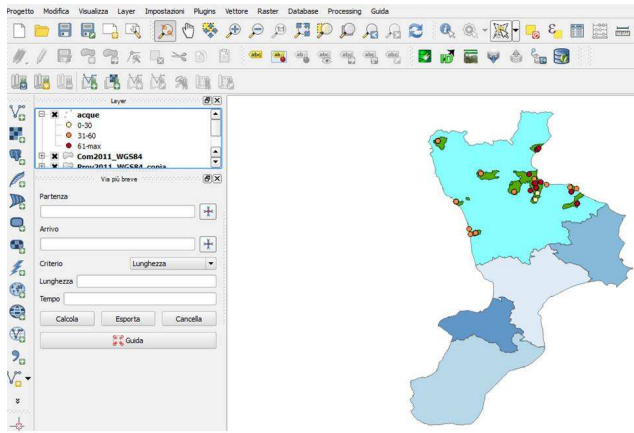 Progetto Modifica Visualizza Layer Impostazioni Plugins Vettore Raster Database Processing Guida
Layer
acque
0-30
31-60
61-max
Com2011_WGS84
Prov2011_WGS84_copia
Via più breve
Partenza
Arrivo
Criterio Lunghezza
Lunghezza
Tempo
Calcola Esporta Cancella
Guida